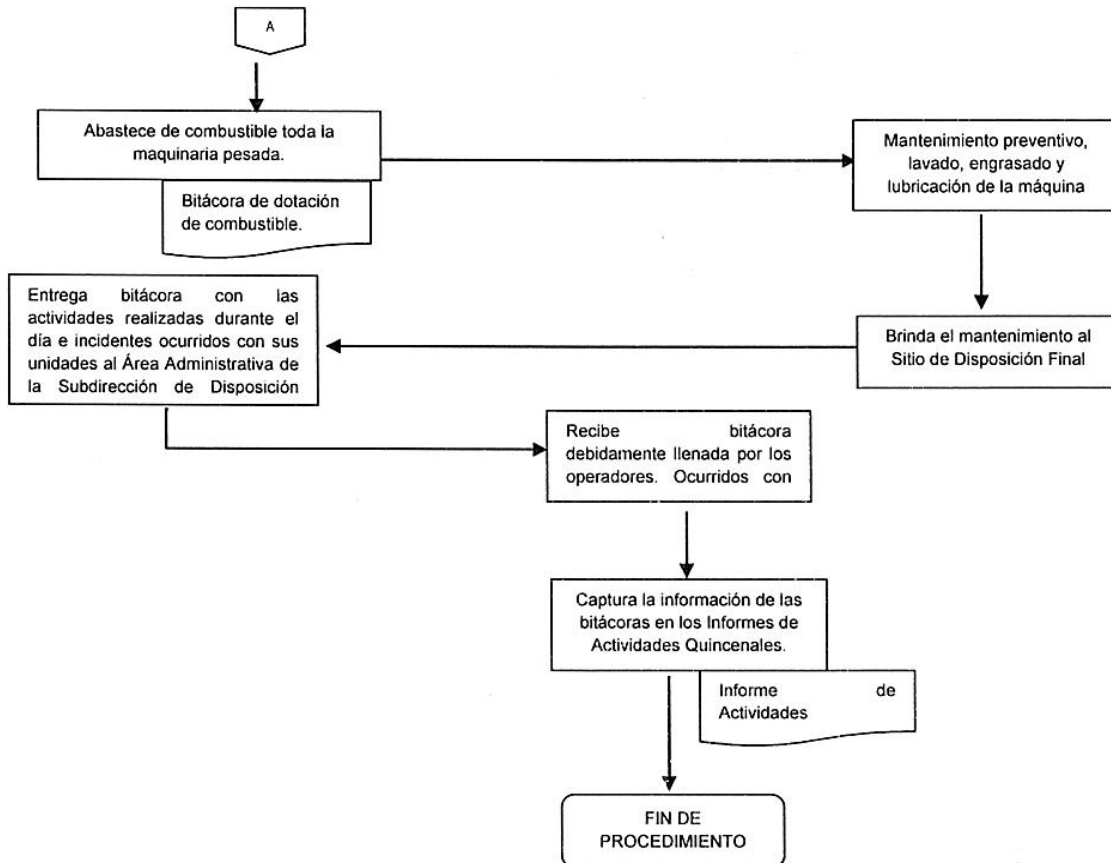 A
Abastece de combustible toda la
maquinaria pesada.
Bitácora de dotación
de combustible.
Mantenimiento preventivo,
lavado, engrasado y
lubricación de la máquina
Brinda el mantenimiento al
Sitio de Disposición Final
Entrega bitácora con las
actividades realizadas durante el
día e incidentes ocurridos con sus
unidades al Área Administrativa de
la Subdirección de Disposición
Recibe bitácora
debidamente llenada por los
operadores. Ocurridos con
Captura la información de las
bitácoras en los Informes de
Actividades Quincenales.
Informe de
Actividades
FIN DE
PROCEDIMIENTO